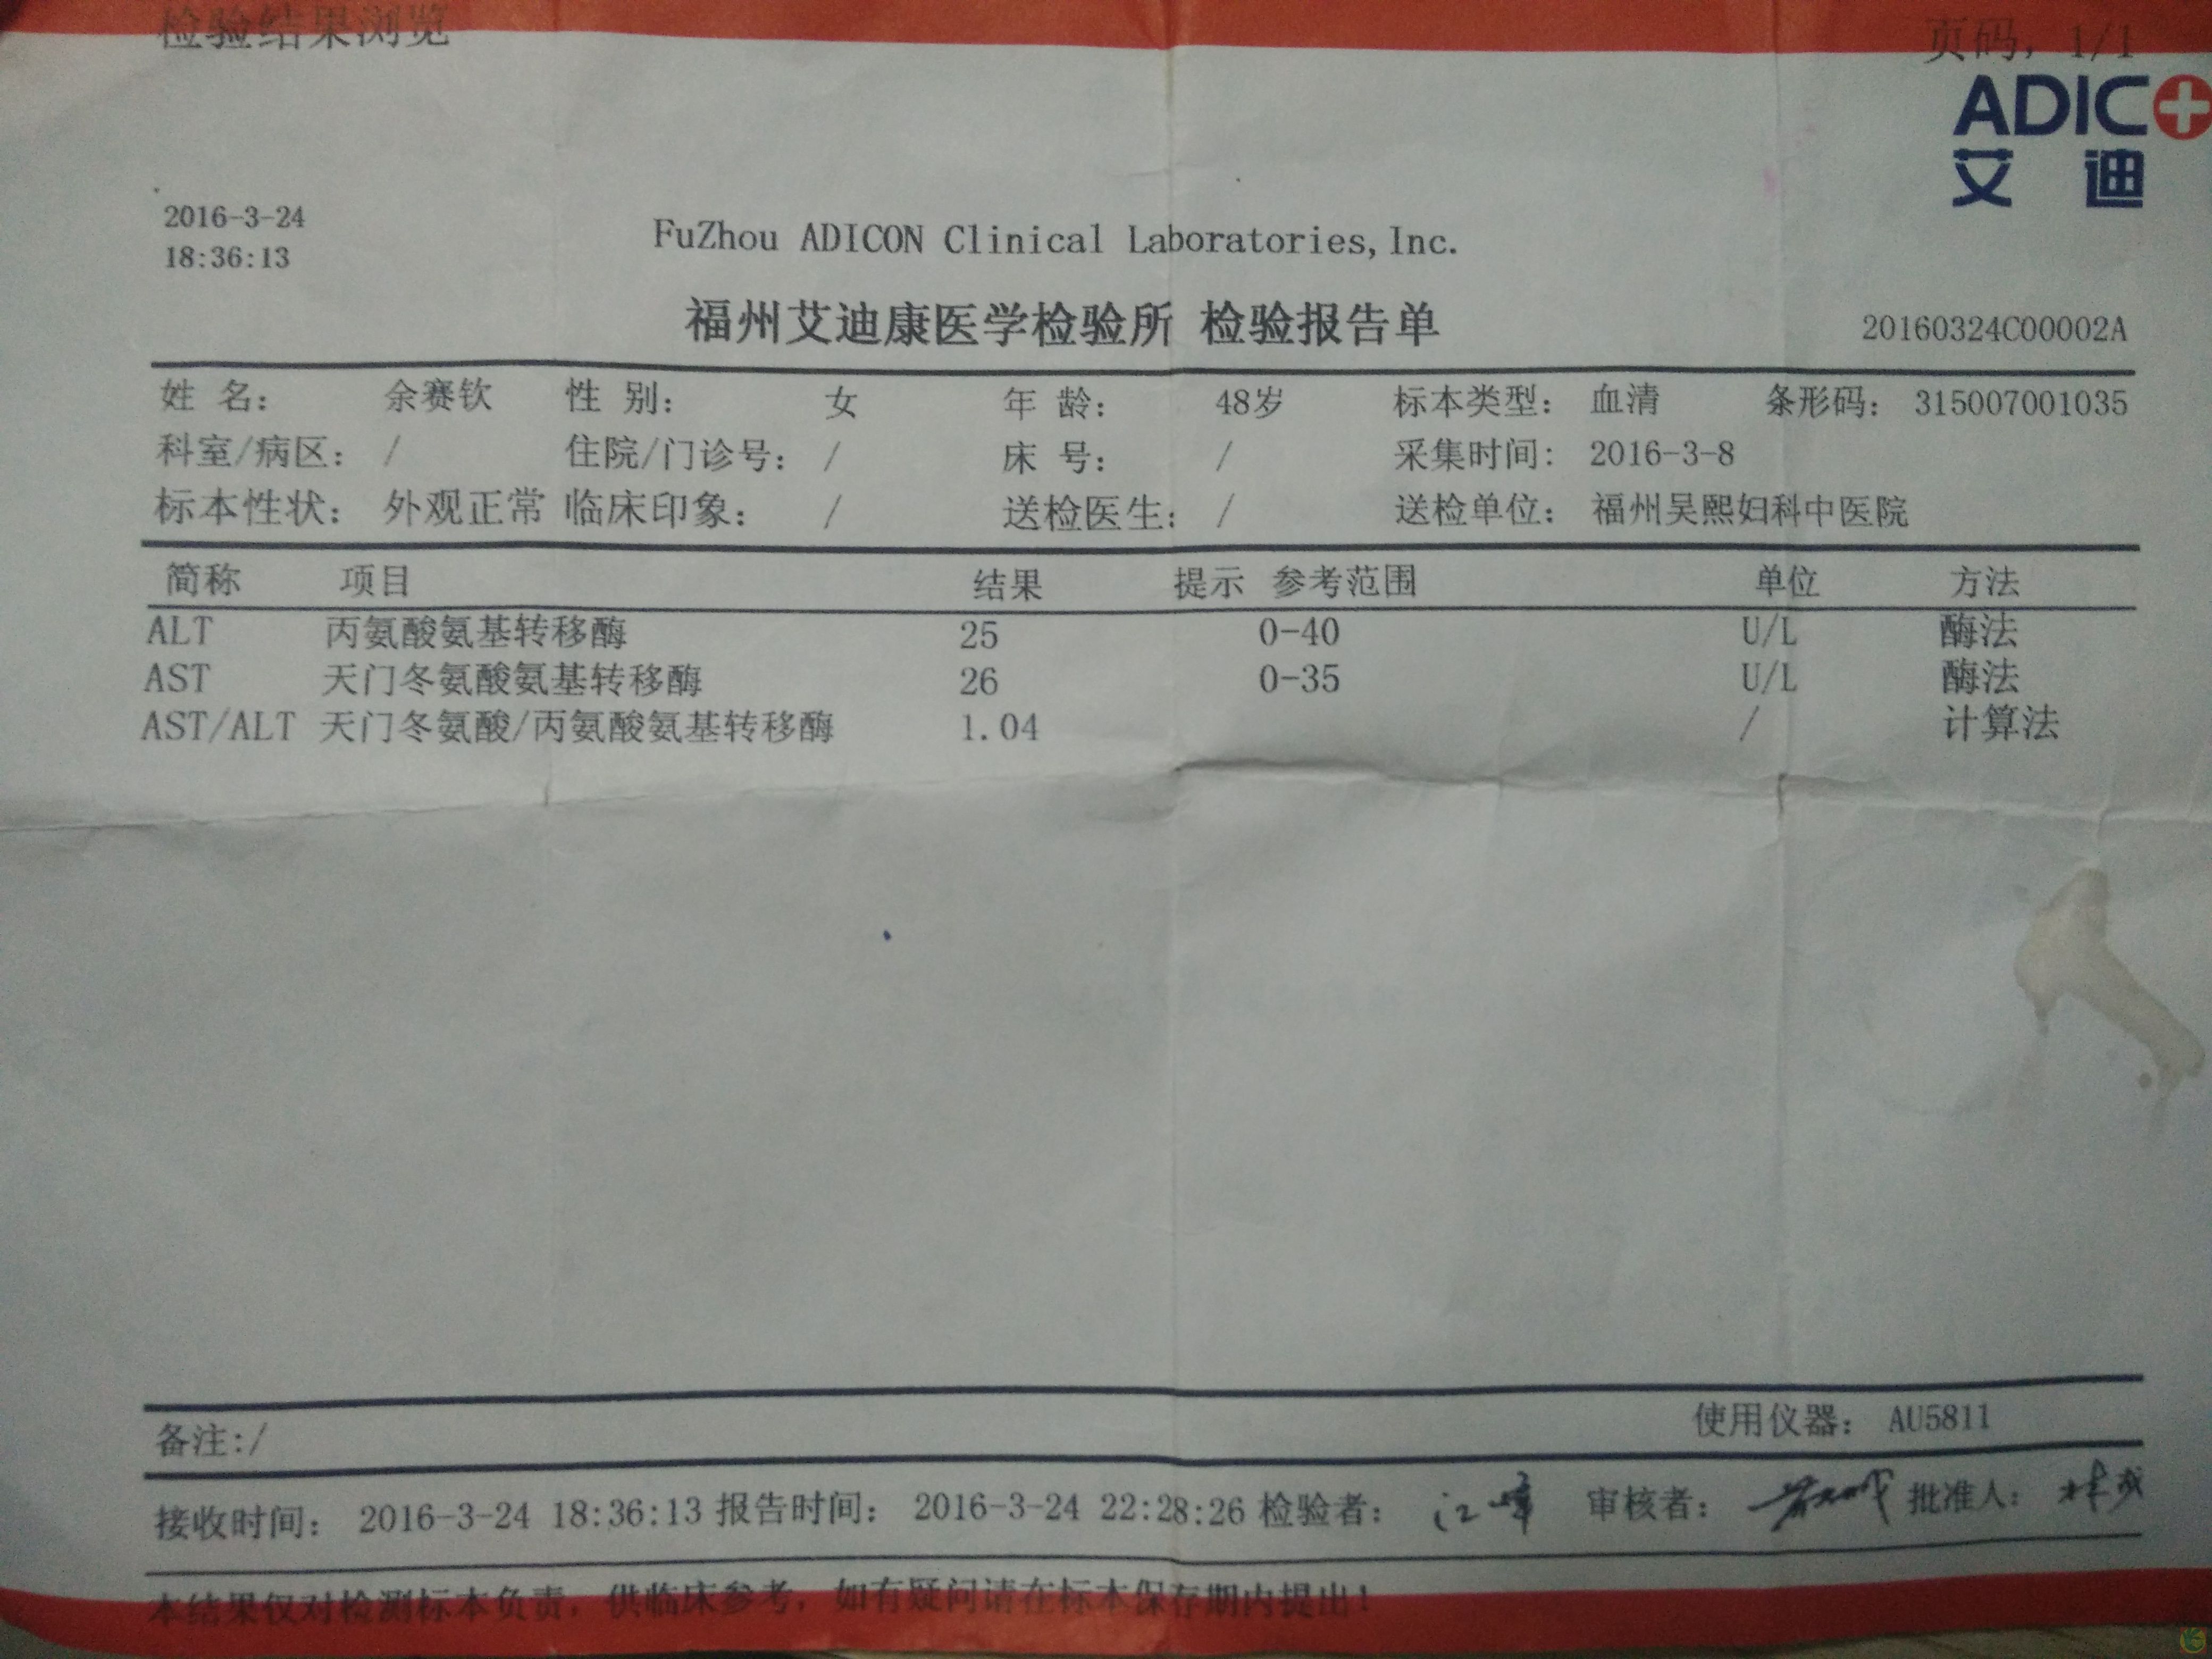 检验结果浏览 页码，1/1
ADIC
艾 迪
2016-3-24
18:36:13
FuZhou ADICON Clinical Laboratories,Inc.
福州艾迪康医学检验所 检验报告单 20160324C00002A
姓 名： 余赛钦 性 别： 女 年 龄： 48岁 标本类型： 血清 条形码： 315007001035
科室/病区： / 住院/门诊号： / 床 号： / 采集时间： 2016-3-8
标本性状： 外观正常 临床印象： / 送检医生： / 送检单位： 福州吴熙妇科中医院
简称 项目 结果 提示 参考范围 单位 方法
ALT 丙氨酸氨基转移酶 25 0-40 U/L 酶法
AST 天门冬氨酸氨基转移酶 26 0-35 U/L 酶法
AST/ALT 天门冬氨酸/丙氨酸氨基转移酶 1.04 / 计算法
使用仪器： AU5811
备注:/
接收时间： 2016-3-24 18:36:13 报告时间： 2016-3-24 22:28:26 检验者： 审核者： 批准人：
本结果仅对检测标本负责，供临床参考，如有疑问请在标本保存期内提出！